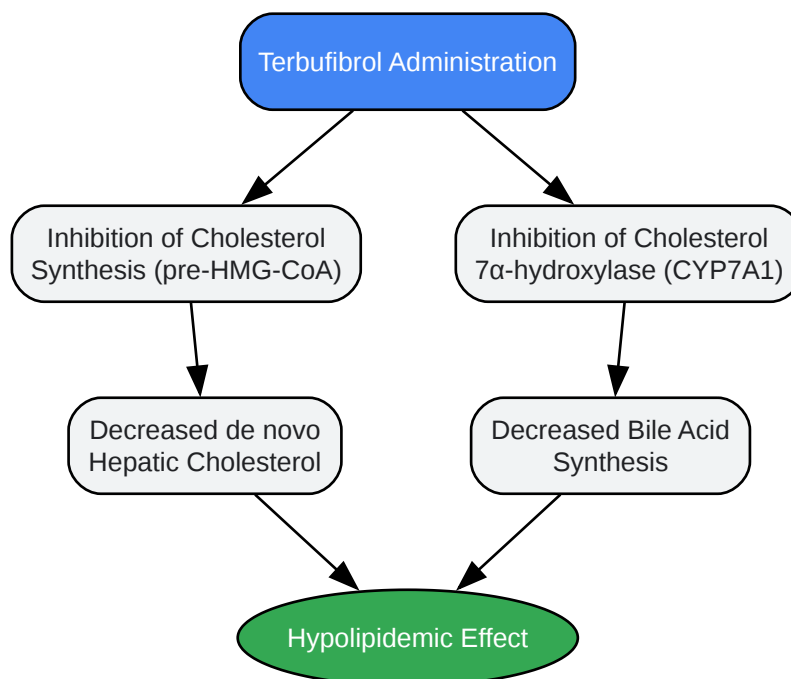 Terbufibrol Administration
Inhibition of Cholesterol
Synthesis (pre-HMG-CoA)
Inhibition of Cholesterol
7α-hydroxylase (CYP7A1)
Decreased de novo
Hepatic Cholesterol
Decreased Bile Acid
Synthesis
Hypolipidemic Effect